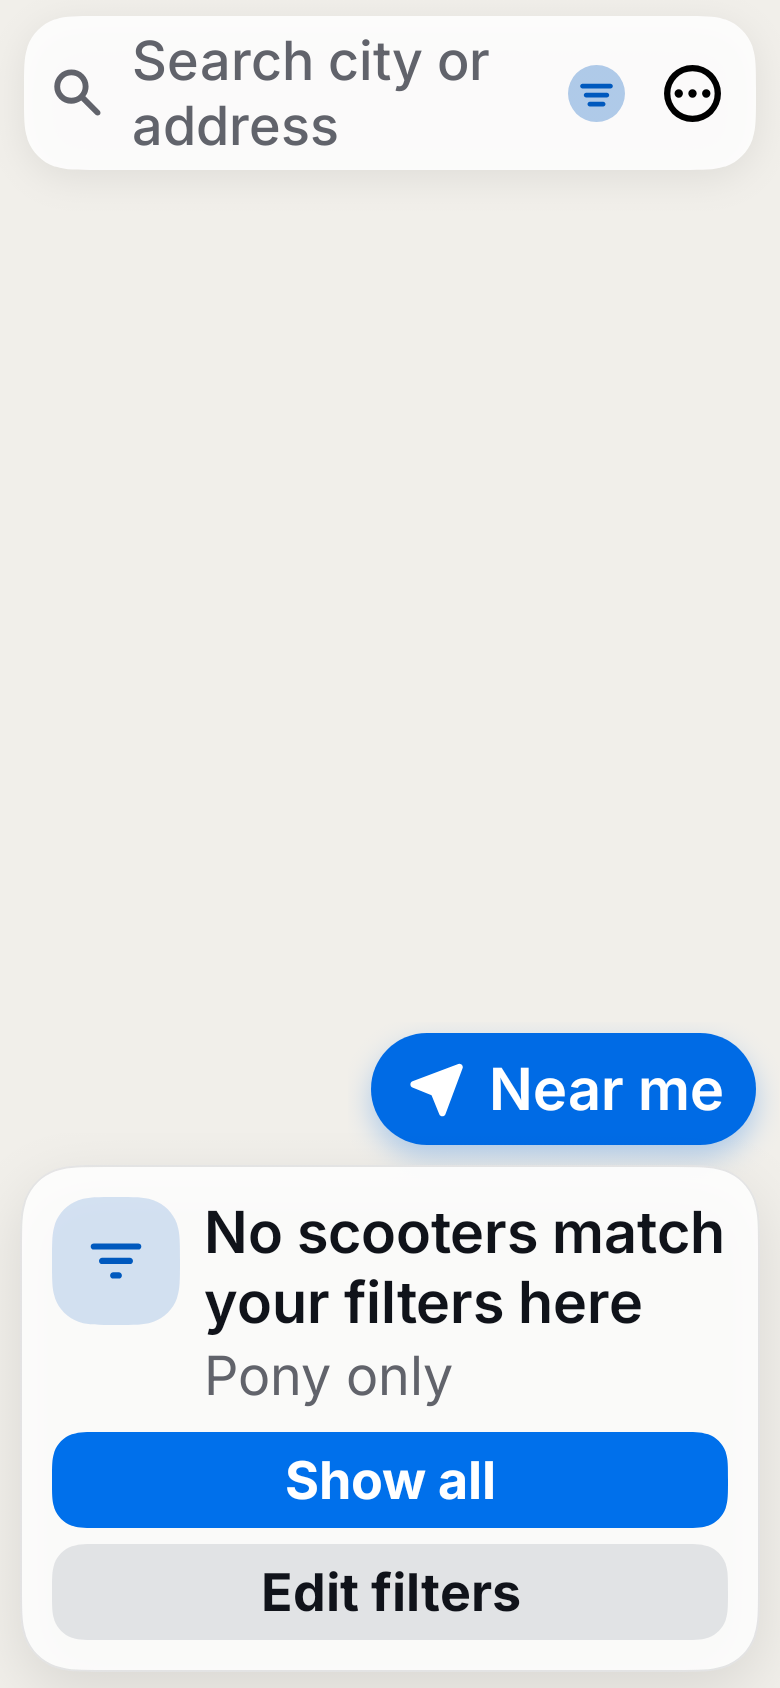 Search city or
address
Near me
No scooters match
your filters here
Pony only
Show all
Edit filters